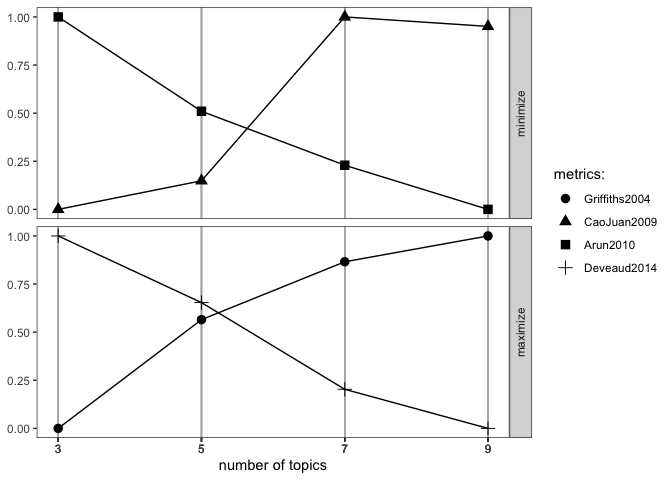 1.00
0.75
0.50
0.25
0.00
minimize
1.00
0.75
0.50
0.25
0.00
maximize
3 5 7 9
number of topics
metrics:
Griffiths2004
CaoJuan2009
Arun2010
Deveaud2014